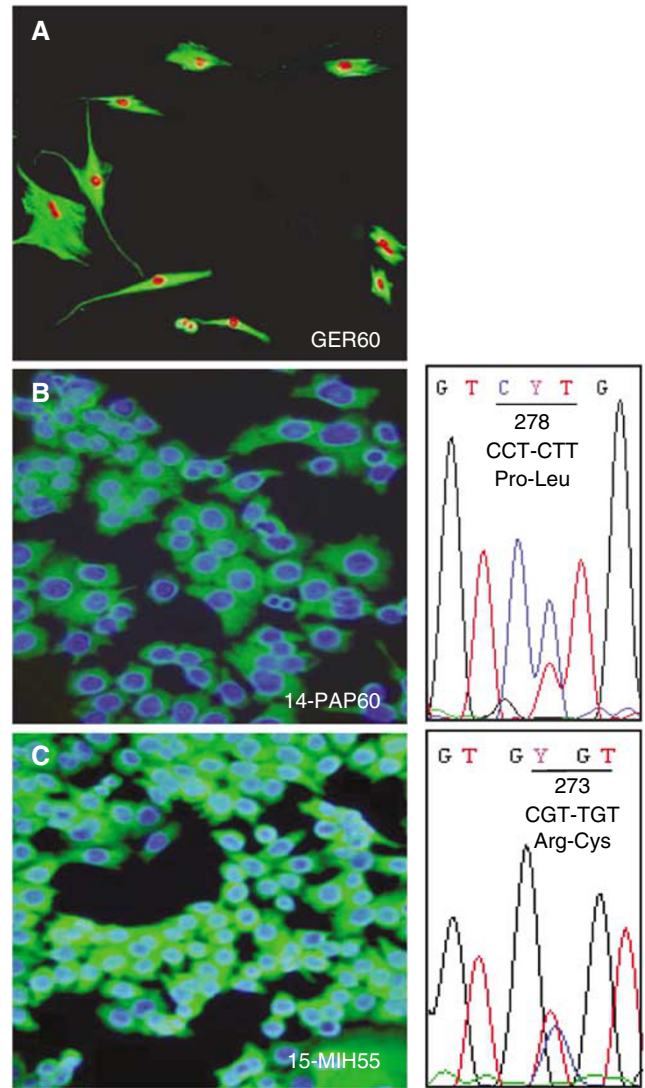 A
GER60
B
14-PAP60
G T C Y T G
278
CCT-CTT
Pro-Leu
C
15-MIH55
G T G Y G T
273
CGT-TGT
Arg-Cys